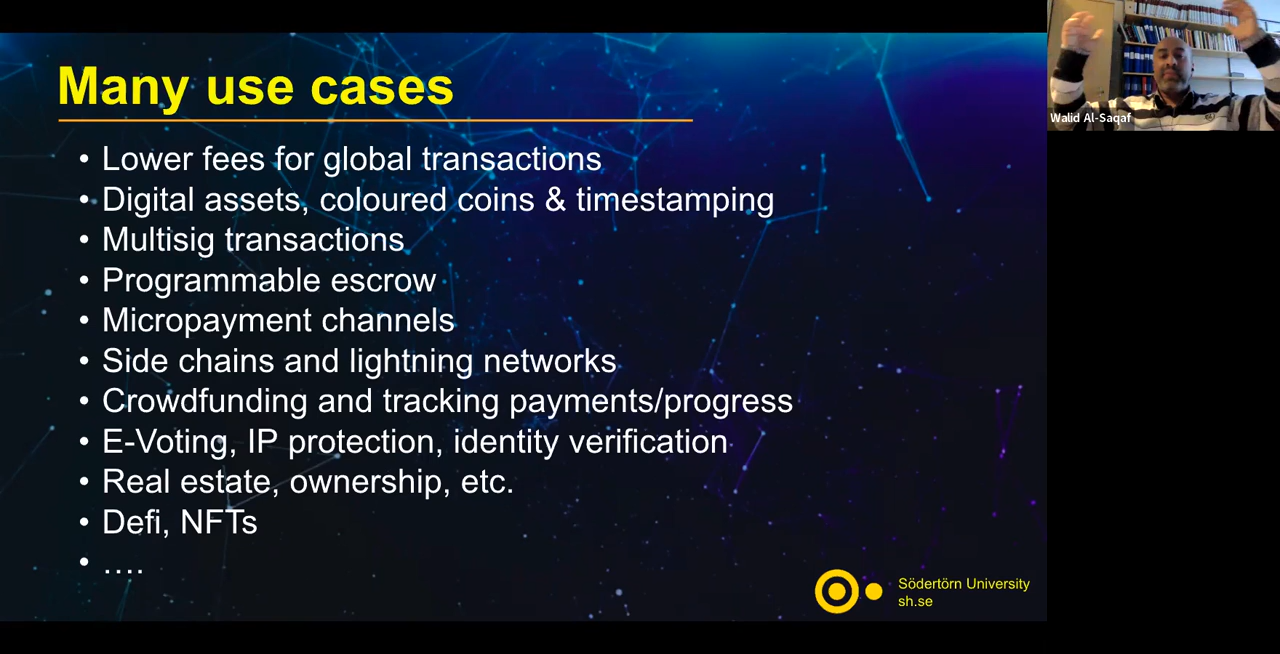 Many use cases
• Lower fees for global transactions
• Digital assets, coloured coins & timestamping
• Multisig transactions
• Programmable escrow
• Micropayment channels
• Side chains and lightning networks
• Crowdfunding and tracking payments/progress
• E-Voting, IP protection, identity verification
• Real estate, ownership, etc.
• Defi, NFTs
• ....
Södertörn University
sh.se
Walid Al-Saqaf